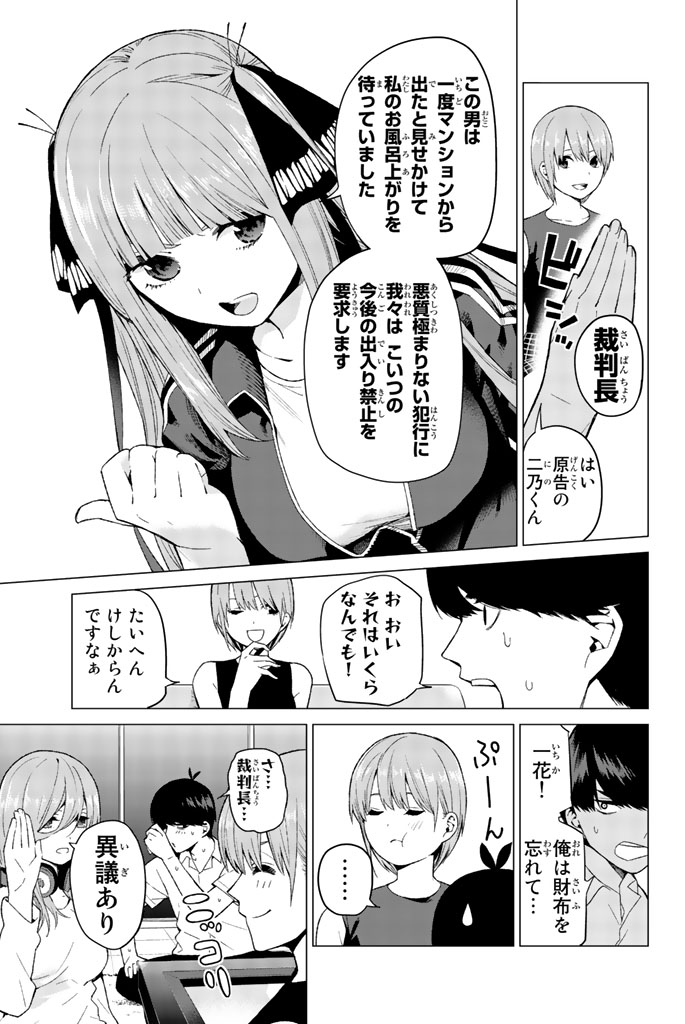 ビシッ
裁判長
はい
原告の
二乃くん
この男は
一度マンションから
出たと見せかけて
私のお風呂上がりを
待っていました
悪質極まりない犯行に
我々は こいつの
今後の出入り禁止を
要求します
お おい
それはいくら
なんでも!
たいへん
けしからん
ですなぁ
一花!
俺は財布を
忘れて…
ぷーん
……
さ…
裁判長…
ニコッ
異議あり